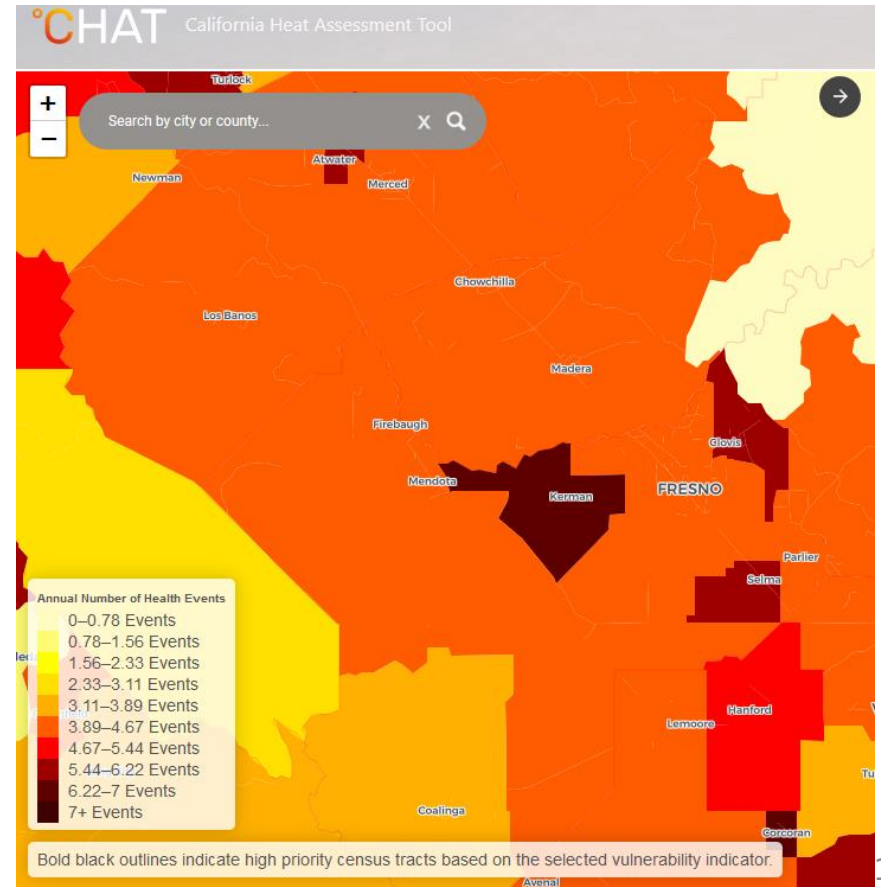 °CHAT California Heat Assessment Tool
Turlock
+
Search by city or county... X
−
Atwater
Newman
Merced
Chowchilla
Los Banos
Madera
Firebaugh
Clovis
Mendota
Kerman
FRESNO
Parlier
Selma
Annual Number of Health Events
0–0.78 Events
0.78–1.56 Events
1.56–2.33 Events
2.33–3.11 Events
3.11–3.89 Events
3.89–4.67 Events
4.67–5.44 Events
5.44–6.22 Events
6.22–7 Events
7+ Events
Hanford
Lemoore
Tu
Coalinga
Corcoran
Bold black outlines indicate high priority census tracts based on the selected vulnerability indicator.
Avenal